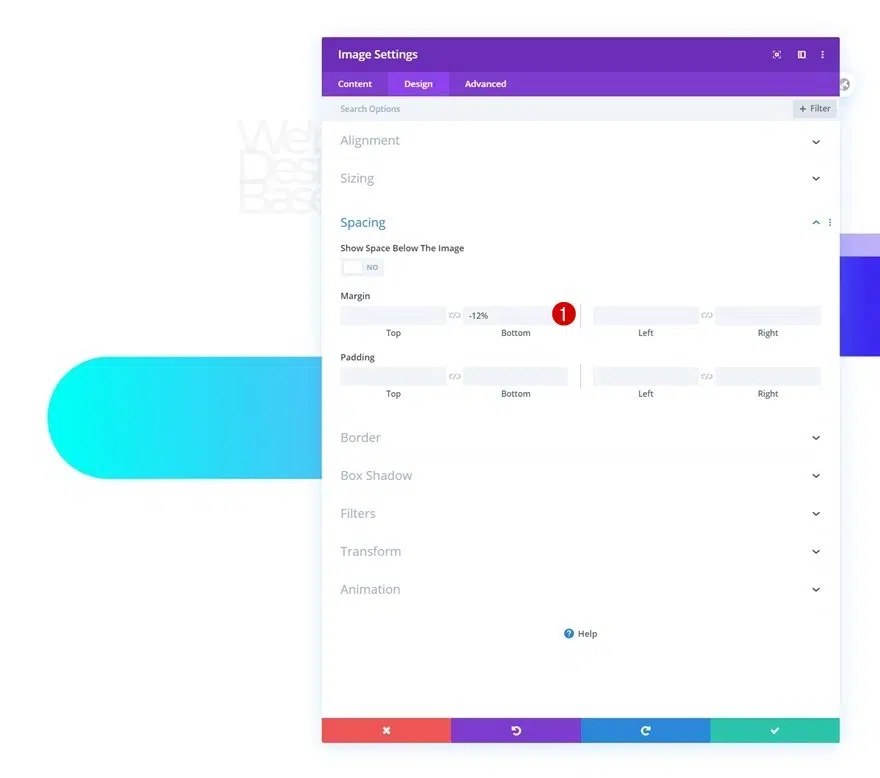 Image Settings
Content Design Advanced
Search Options + Filter
Alignment
Sizing
Spacing
Show Space Below The Image
NO
Margin
-12% 1
Top Bottom Left Right
Padding
Top Bottom Left Right
Border
Box Shadow
Filters
Transform
Animation
? Help